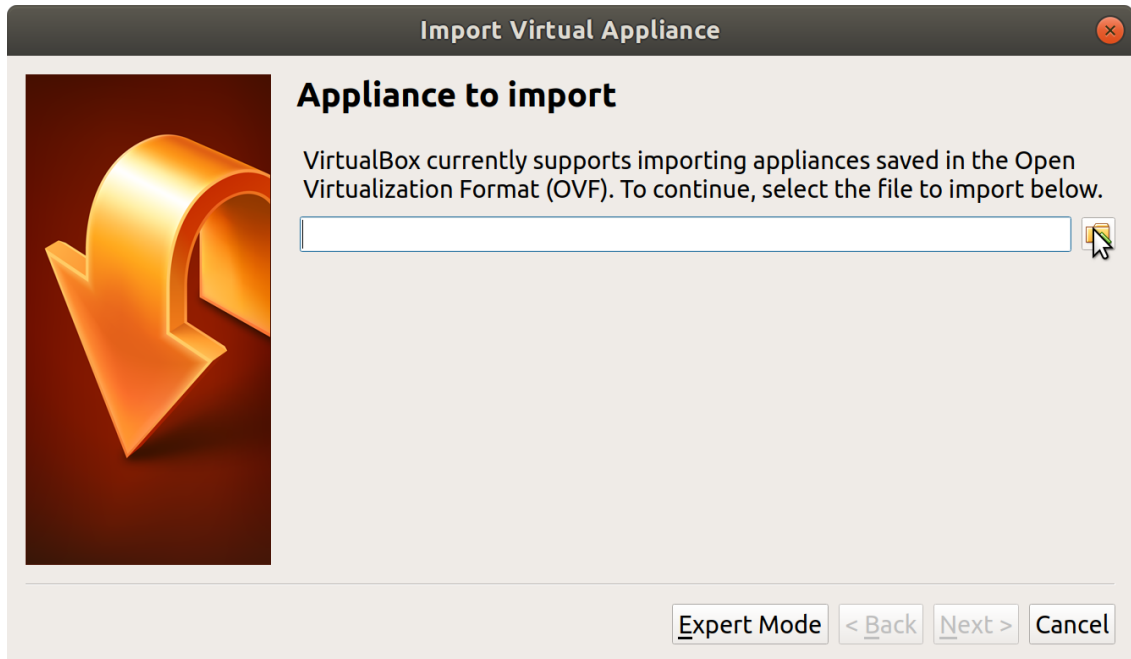 Import Virtual Appliance
Appliance to import
VirtualBox currently supports importing appliances saved in the Open
Virtualization Format (OVF). To continue, select the file to import below.
Expert Mode
< Back
Next >
Cancel